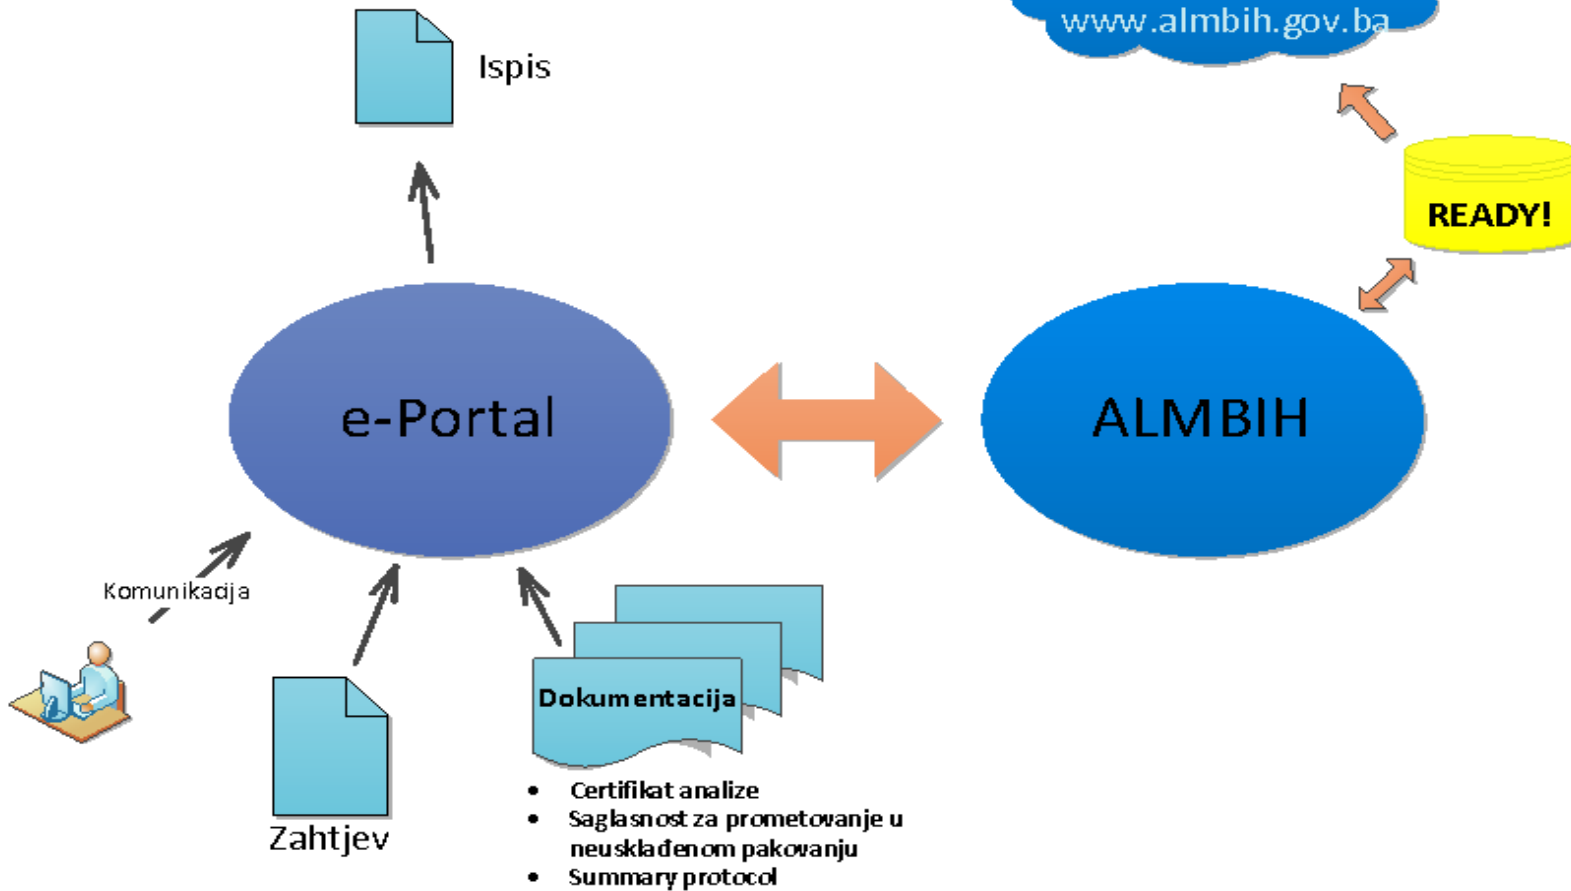 www.almbih.gov.ba
Ispis
READY!
e-Portal
ALMBIH
Komunikacija
Dokumentacija
Zahtjev
• Certifikat analize
• Saglasnost za prometovanje u
neusklađenom pakovanju
• Summary protocol